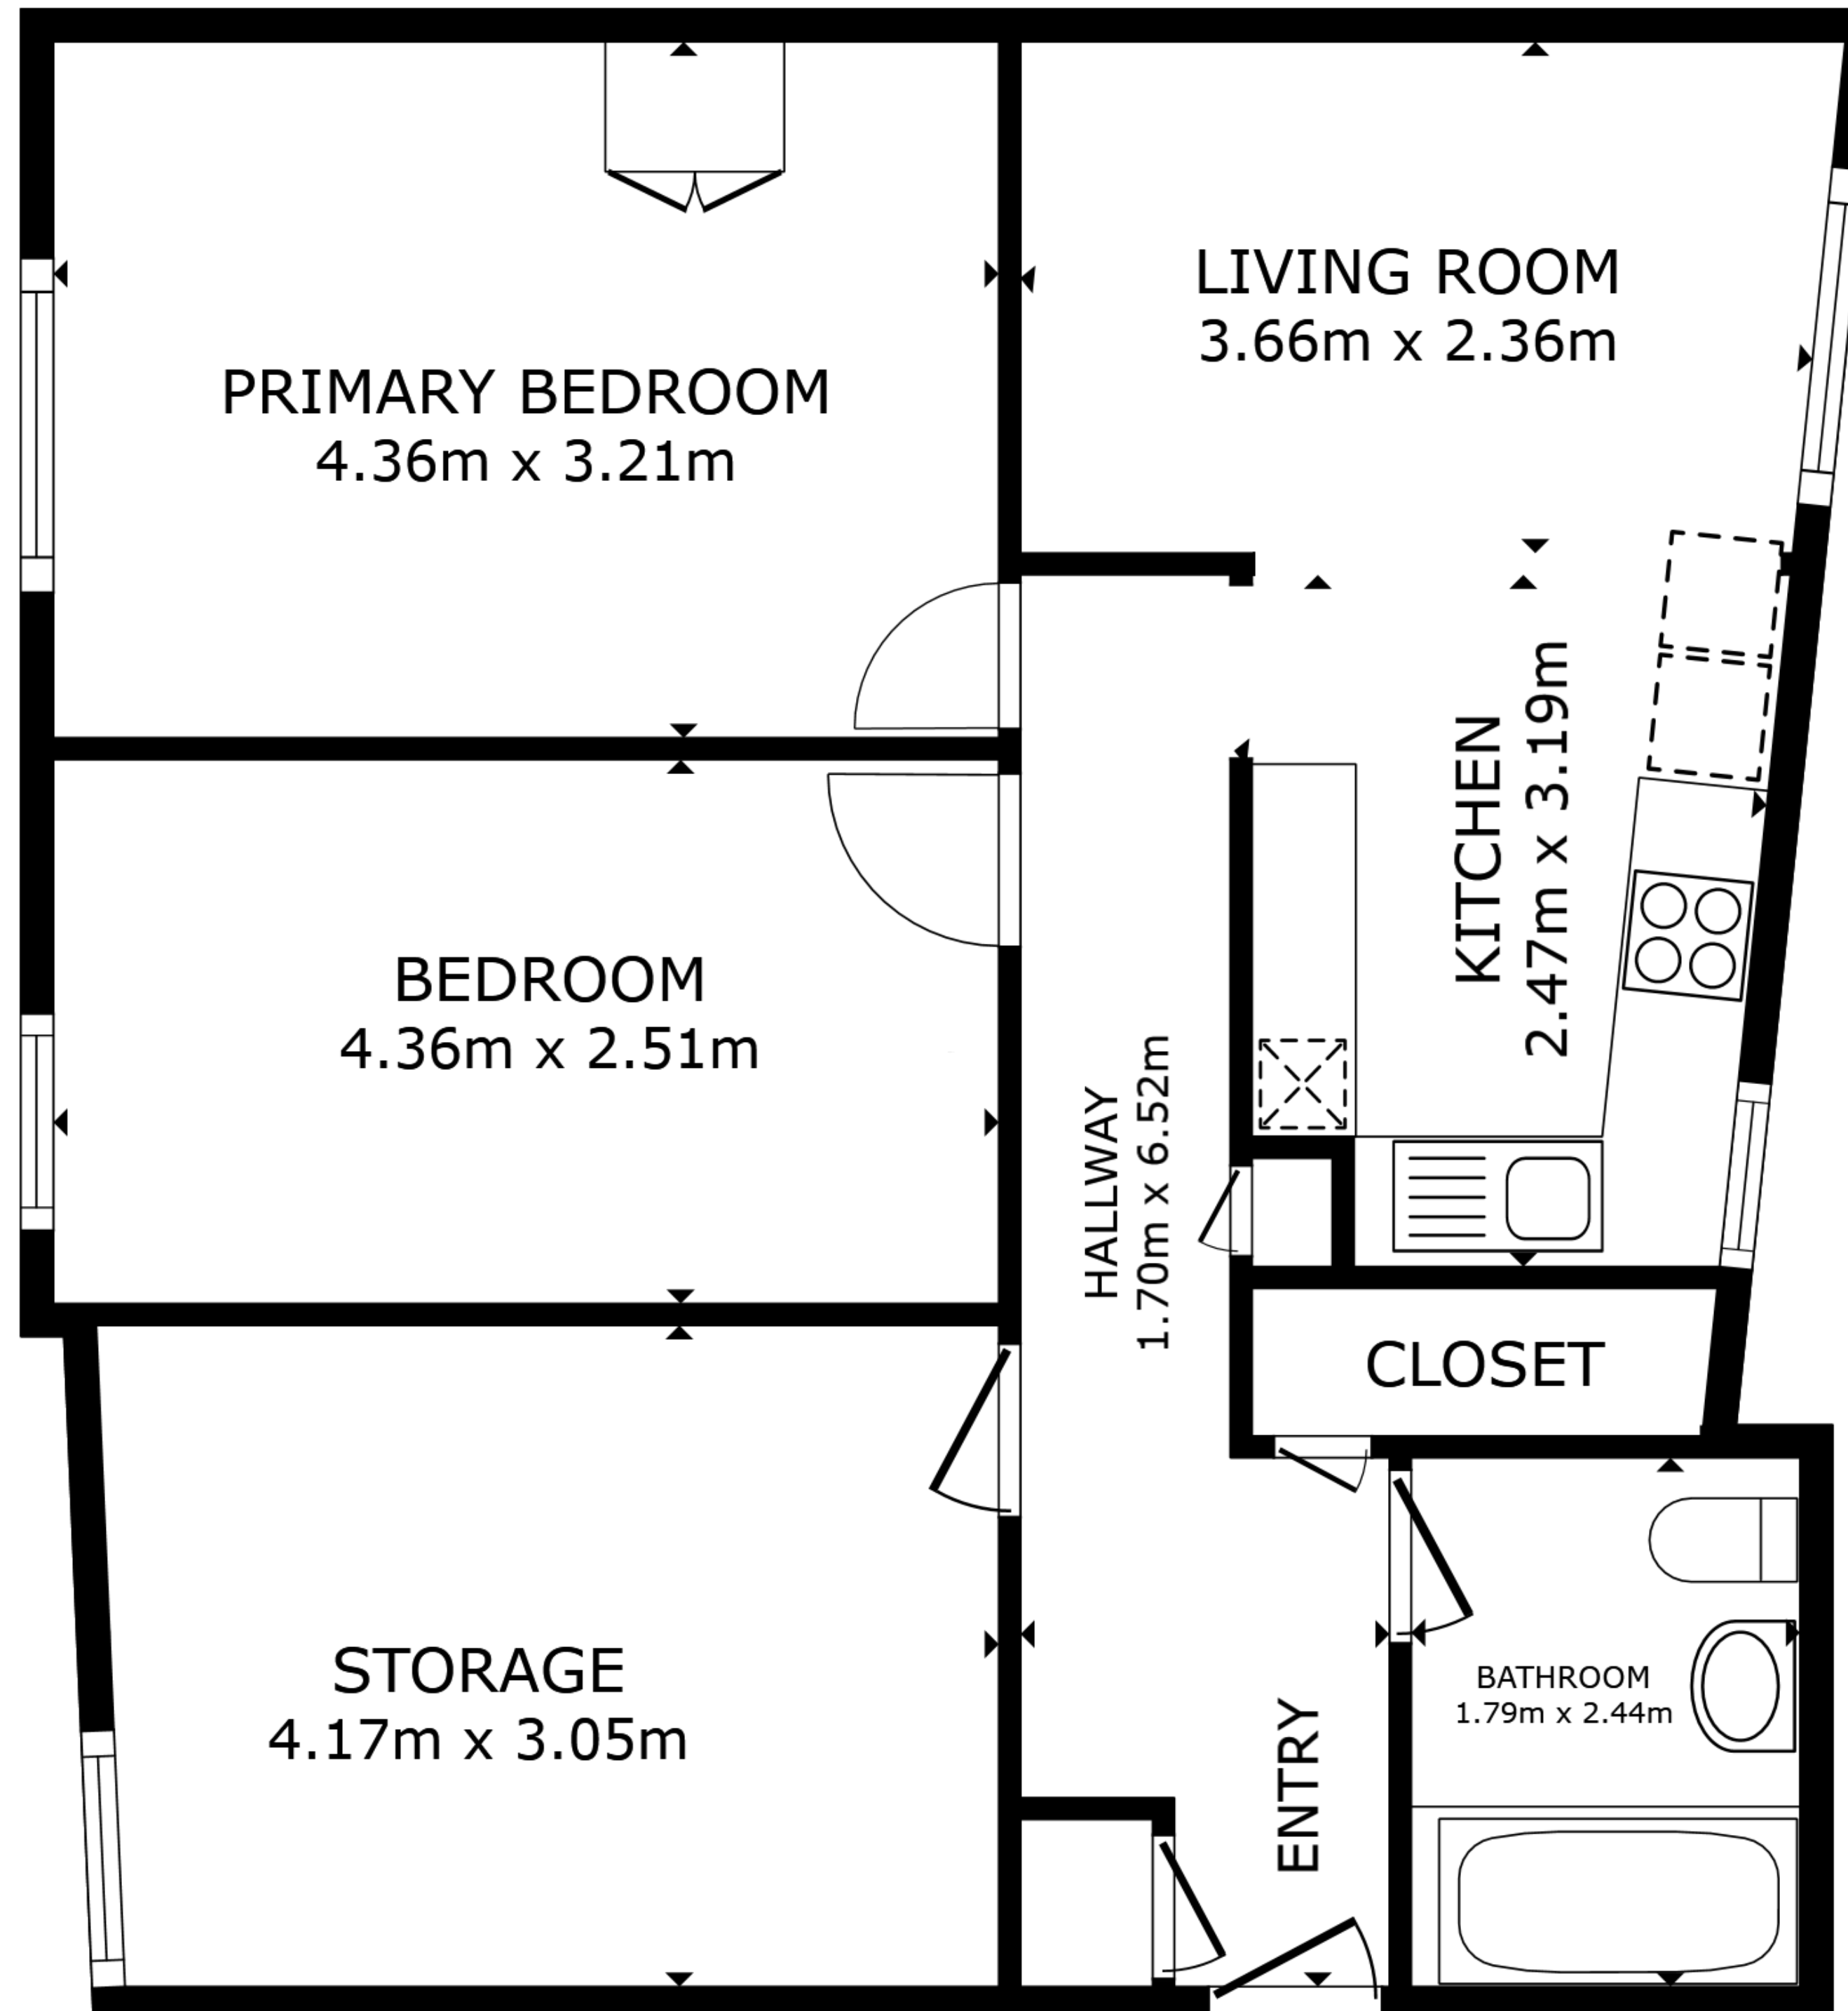 LIVING ROOM
3.66m x 2.36m
PRIMARY BEDROOM
4.36m x 3.21m
KITCHEN
2.47m x 3.19m
BEDROOM
4.36m x 2.51m
HALLWAY
1.70m x 6.52m
CLOSET
STORAGE
4.17m x 3.05m
BATHROOM
1.79m x 2.44m
ENTRY